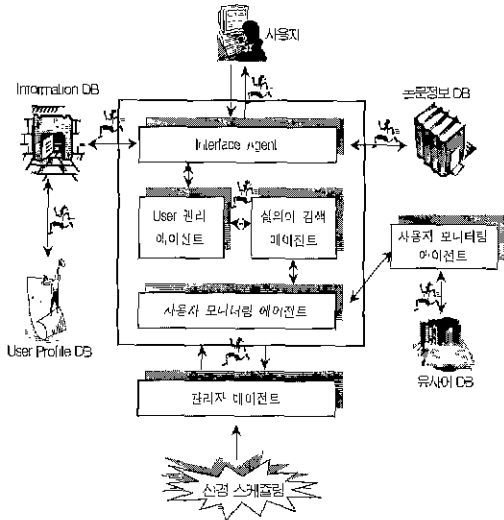 사용자
Information DB
논문정보 DB
Interface Agent
User 관리
에이전트
질의어 검색
에이전트
사용자 모니터링
에이전트
사용자 모니터링 에이전트
User Profile DB
유사어 DB
관리자 에이전트
신경 스케줄링